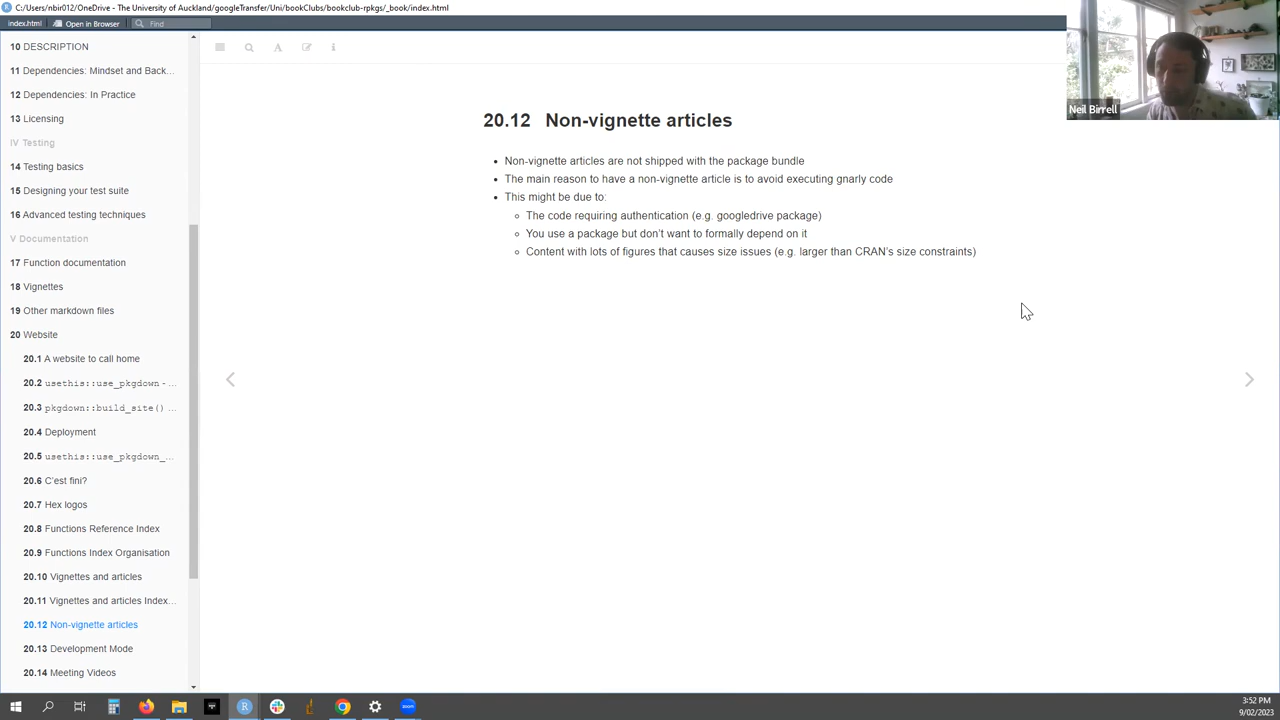 C:/Users/nbir012/OneDrive - The University of Auckland/googleTransfer/Uni/bookClubs/bookclub-rpkgs/_book/index.html
index.html
Open in Browser
Find
10 DESCRIPTION
11 Dependencies: Mindset and Back...
12 Dependencies: In Practice
13 Licensing
IV Testing
14 Testing basics
15 Designing your test suite
16 Advanced testing techniques
V Documentation
17 Function documentation
18 Vignettes
19 Other markdown files
20 Website
20.1 A website to call home
20.2 usethis::use_pkgdown - ...
20.3 pkgdown::build_site() ...
20.4 Deployment
20.5 usethis::use_pkgdown_...
20.6 C'est fini?
20.7 Hex logos
20.8 Functions Reference Index
20.9 Functions Index Organisation
20.10 Vignettes and articles
20.11 Vignettes and articles Index...
20.12 Non-vignette articles
20.13 Development Mode
20.14 Meeting Videos
A
i
20.12 Non-vignette articles
Non-vignette articles are not shipped with the package bundle
The main reason to have a non-vignette article is to avoid executing gnarly code
This might be due to:
The code requiring authentication (e.g. googledrive package)
You use a package but don't want to formally depend on it
Content with lots of figures that causes size issues (e.g. larger than CRAN's size constraints)
Neil Birrell
R
zoom
3:52 PM
9/02/2023